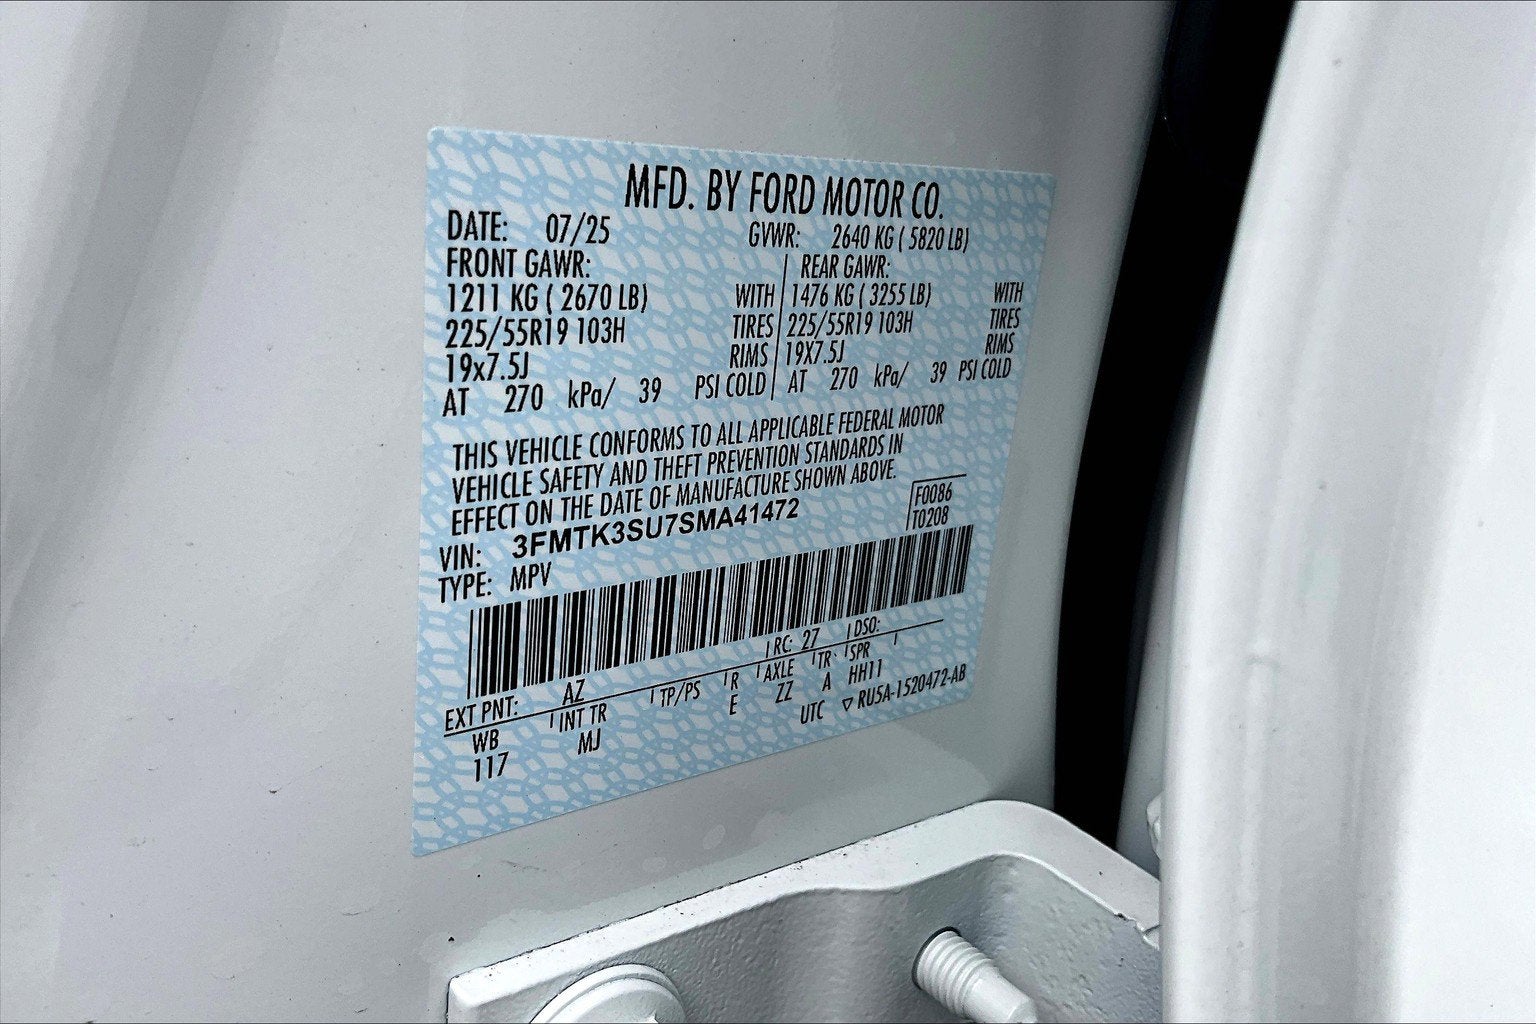 MFD. BY FORD MOTOR CO.
DATE: 07/25 GVWR: 2640 KG ( 5820 LB)
FRONT GAWR: REAR GAWR:
1211 KG ( 2670 LB) WITH 1476 KG ( 3255 LB) WITH
225/55R19 103H TIRES 225/55R19 103H TIRES
19x7.5J RIMS 19X7.5J RIMS
AT 270 kPa/ 39 PSI COLD AT 270 kPa/ 39 PSI COLD
THIS VEHICLE CONFORMS TO ALL APPLICABLE FEDERAL MOTOR
VEHICLE SAFETY AND THEFT PREVENTION STANDARDS IN
EFFECT ON THE DATE OF MANUFACTURE SHOWN ABOVE.
F0086
T0208
VIN: 3FMTK3SU7SMA41472
TYPE: MPV
EXT PNT: AZ RC: 27 DSO:
WB INT TR TP/PS R AXLE TR SPR
117 MJ E ZZ A HH11
UTC ▽ RU5A-1520472-AB